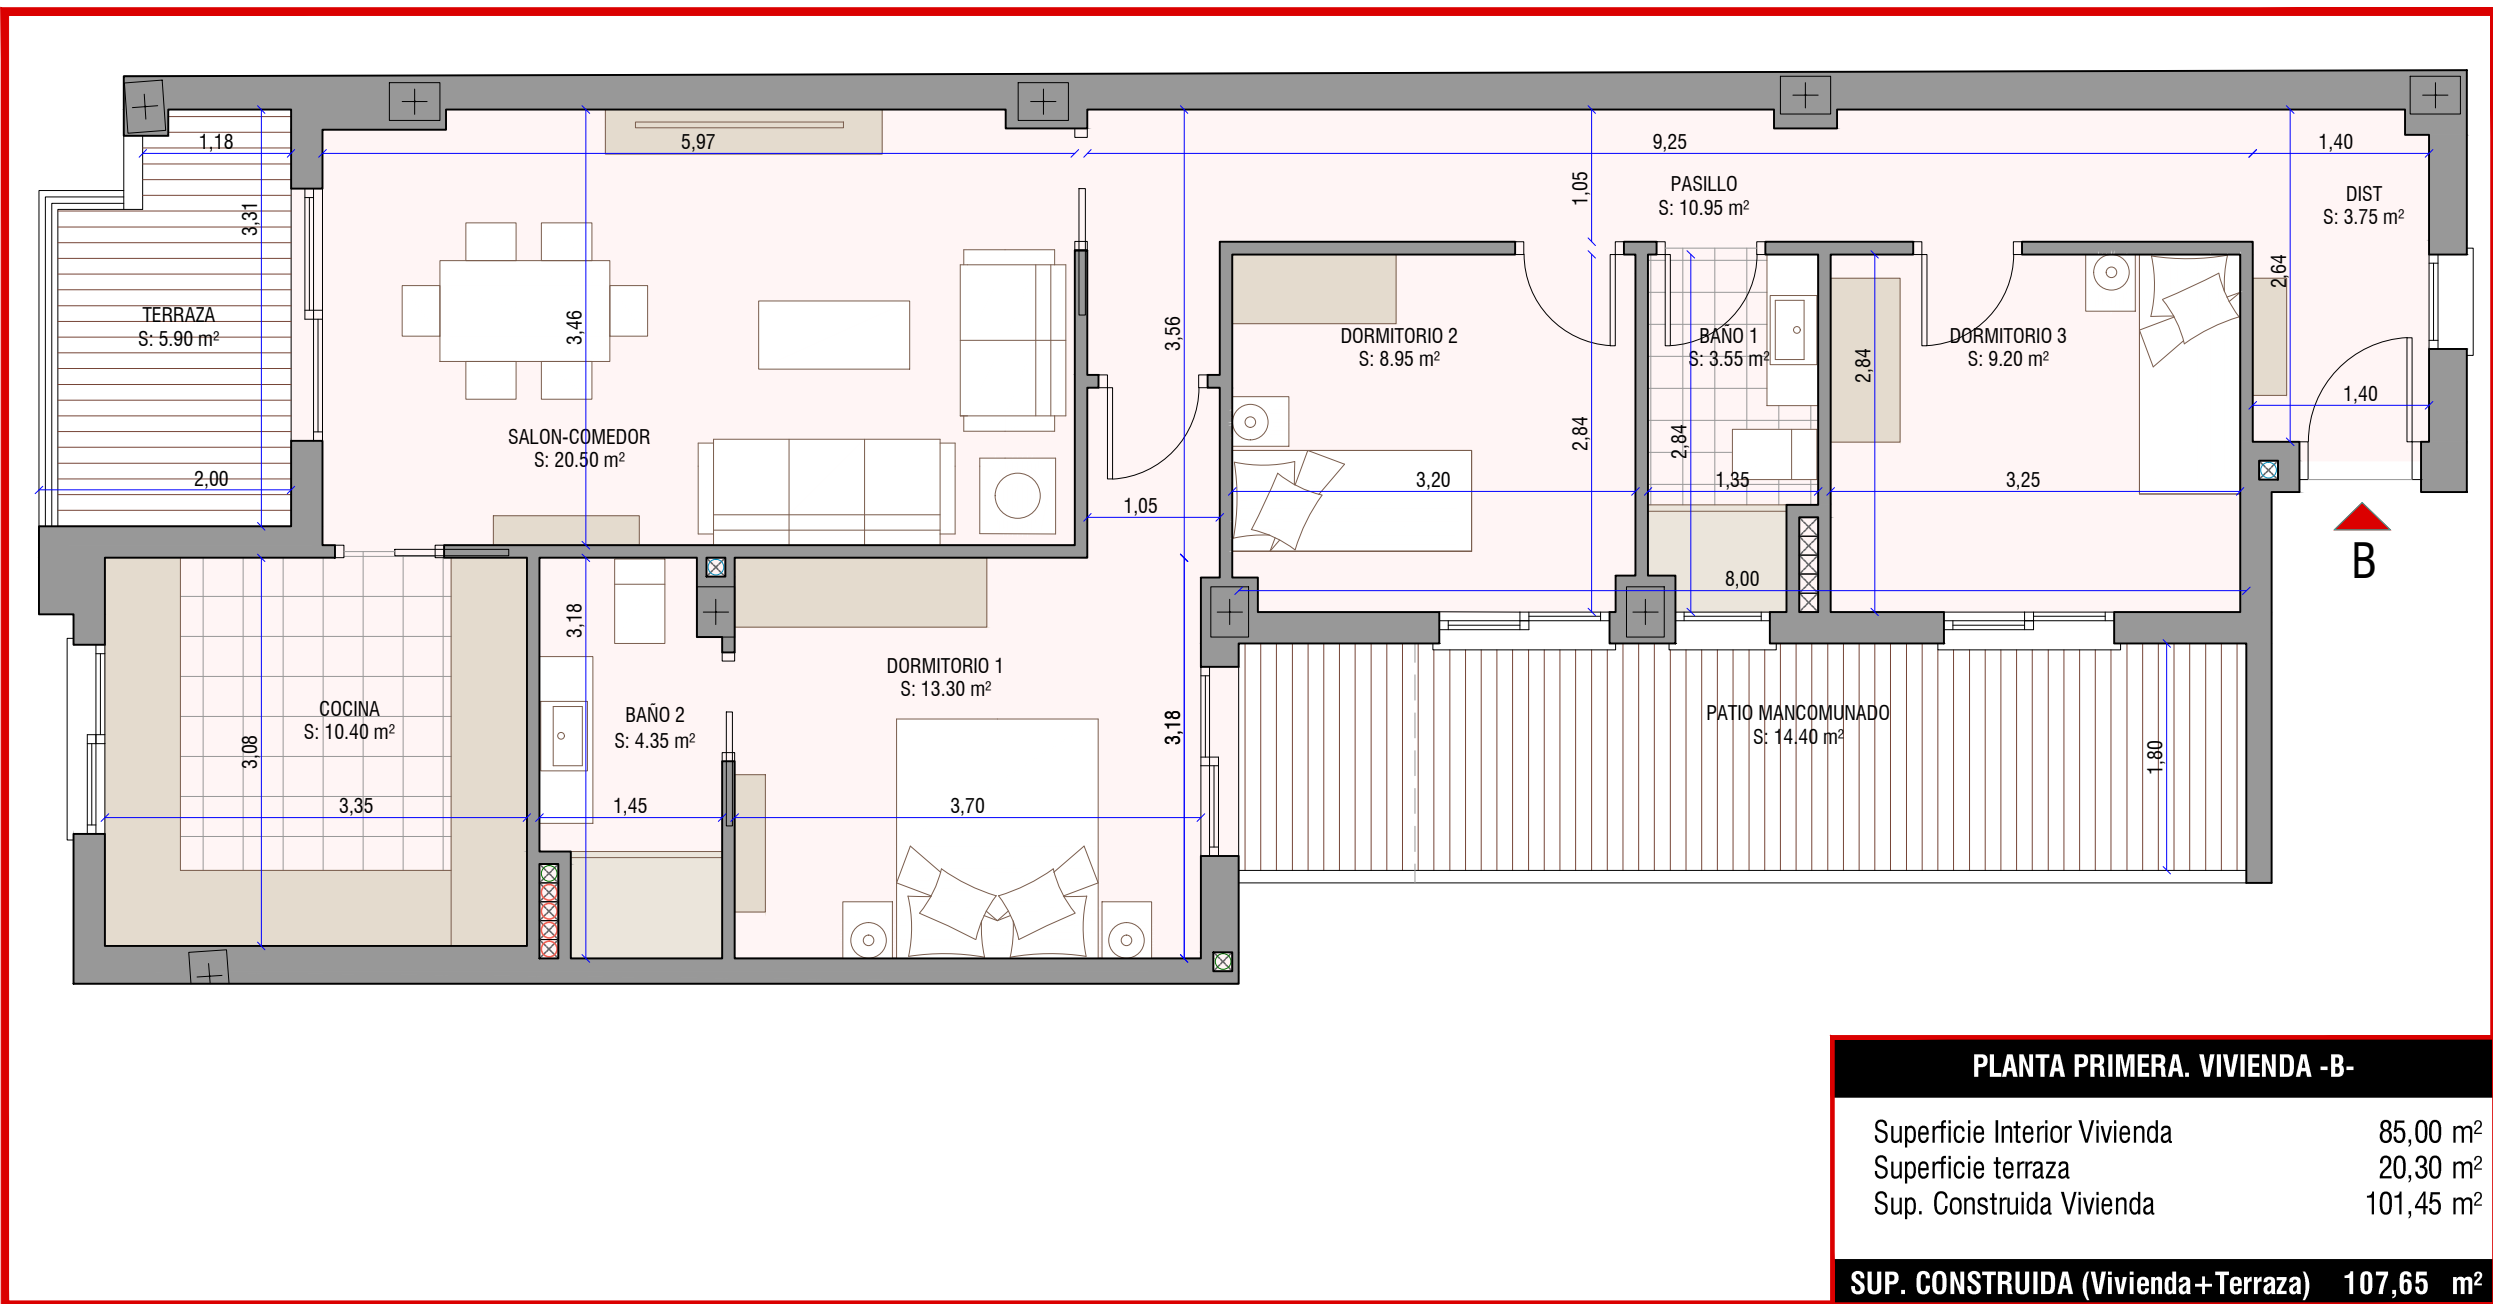 1,18
5,97
9,25
1,40
1,05
PASILLO
S: 10.95 m²
DIST
S: 3.75 m²
3,31
2,64
TERRAZA
S: 5.90 m²
3,46
3,56
DORMITORIO 2
S: 8.95 m²
BAÑO 1
S: 3.55 m²
DORMITORIO 3
S: 9.20 m²
2,84
1,40
SALON-COMEDOR
S: 20.50 m²
2,84
2,84
2,00
3,20
1,35
3,25
1,05
B
8,00
3,18
DORMITORIO 1
S: 13.30 m²
COCINA
S: 10.40 m²
BAÑO 2
S: 4.35 m²
3,18
PATIO MANCOMUNADO
S: 14.40 m²
3,08
1,80
3,35
1,45
3,70
PLANTA PRIMERA. VIVIENDA -B-
Superficie Interior Vivienda 85,00 m²
Superficie terraza 20,30 m²
Sup. Construida Vivienda 101,45 m²
SUP. CONSTRUIDA (Vivienda+Terraza) 107,65 m²